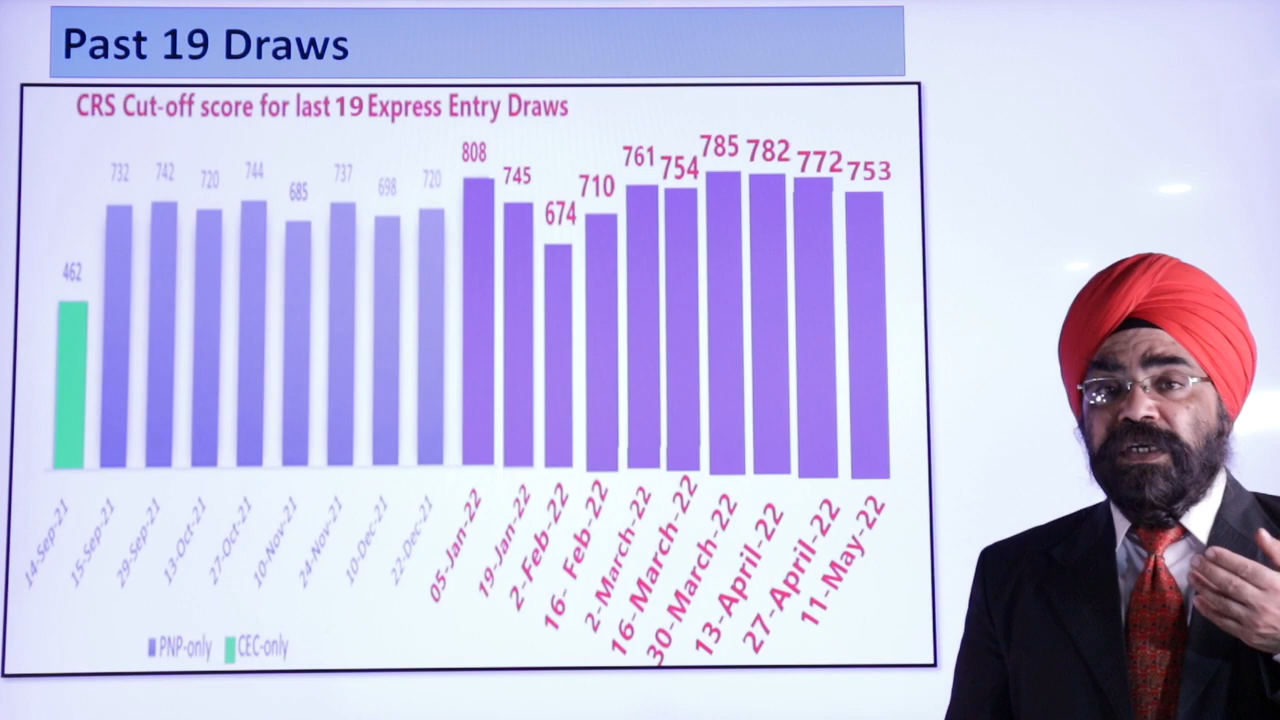 Past 19 Draws
CRS Cut-off score for last 19 Express Entry Draws
462
732
742
720
744
685
737
698
720
808
745
674
710
761
754
785
782
772
753
14-Sep-21
15-Sep-21
29-Sep-21
13-Oct-21
27-Oct-21
10-Nov-21
24-Nov-21
10-Dec-21
22-Dec-21
05-Jan-22
19-Jan-22
2-Feb-22
16- Feb-22
2-March-22
16-March-22
30-March-22
13-April-22
27-April-22
11-May-22
PNP-only CEC-only